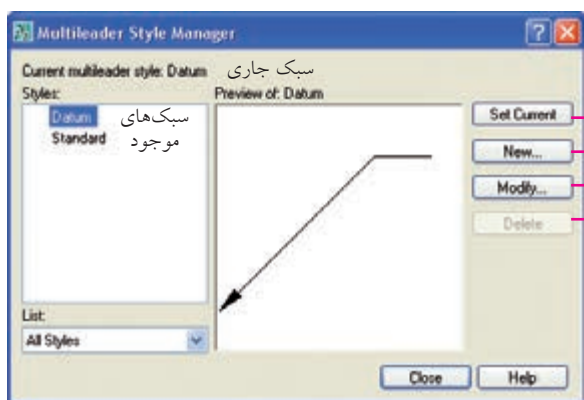 Multileader Style Manager
Current multileader style: Datum
سبک جاری
Styles:
Preview of: Datum
Datum
Standard
سبک‌های
موجود
Set Current
New...
Modify...
Delete
List:
All Styles
Close
Help